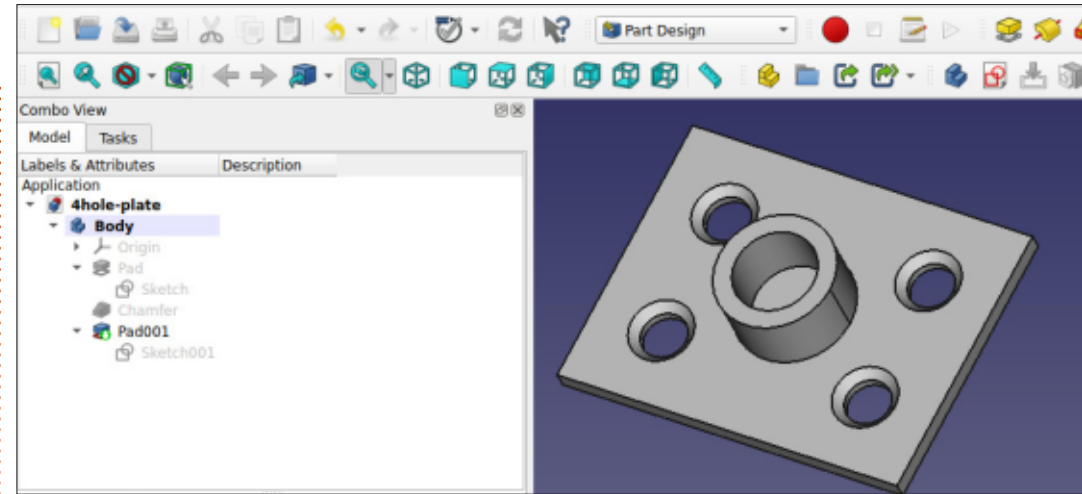 Part Design
Combo View
Model Tasks
Labels & Attributes Description
Application
4hole-plate
Body
Origin
Pad
Sketch
Chamfer
Pad001
Sketch001